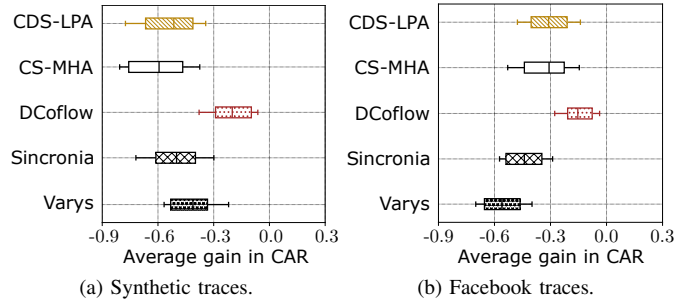 CDS-LPA
CS-MHA
DCoflow
Sincronia
Varys
-0.9 -0.6 -0.3 0.0 0.3
Average gain in CAR
(a) Synthetic traces.
CDS-LPA
CS-MHA
DCoflow
Sincronia
Varys
-0.9 -0.6 -0.3 0.0 0.3
Average gain in CAR
(b) Facebook traces.